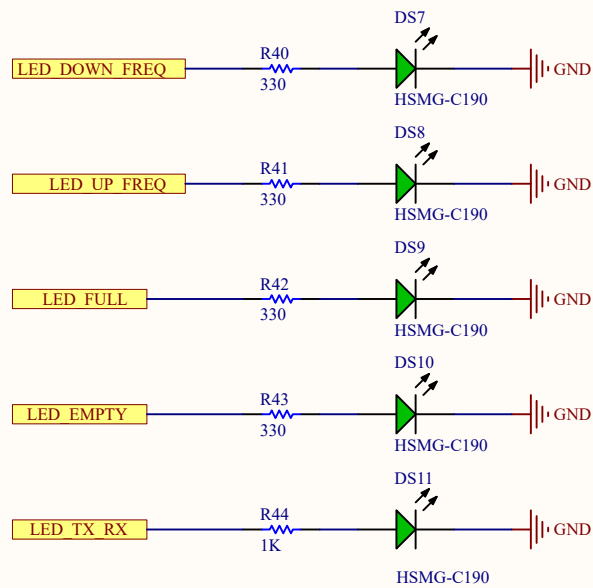 DS7
R40
LED_DOWN_FREQ
GND
330
HSMG-C190
DS8
R41
LED_UP_FREQ
GND
330
HSMG-C190
DS9
R42
LED_FULL
GND
330
HSMG-C190
DS10
R43
LED_EMPTY
GND
330
HSMG-C190
DS11
R44
LED_TX_RX
GND
1K
HSMG-C190